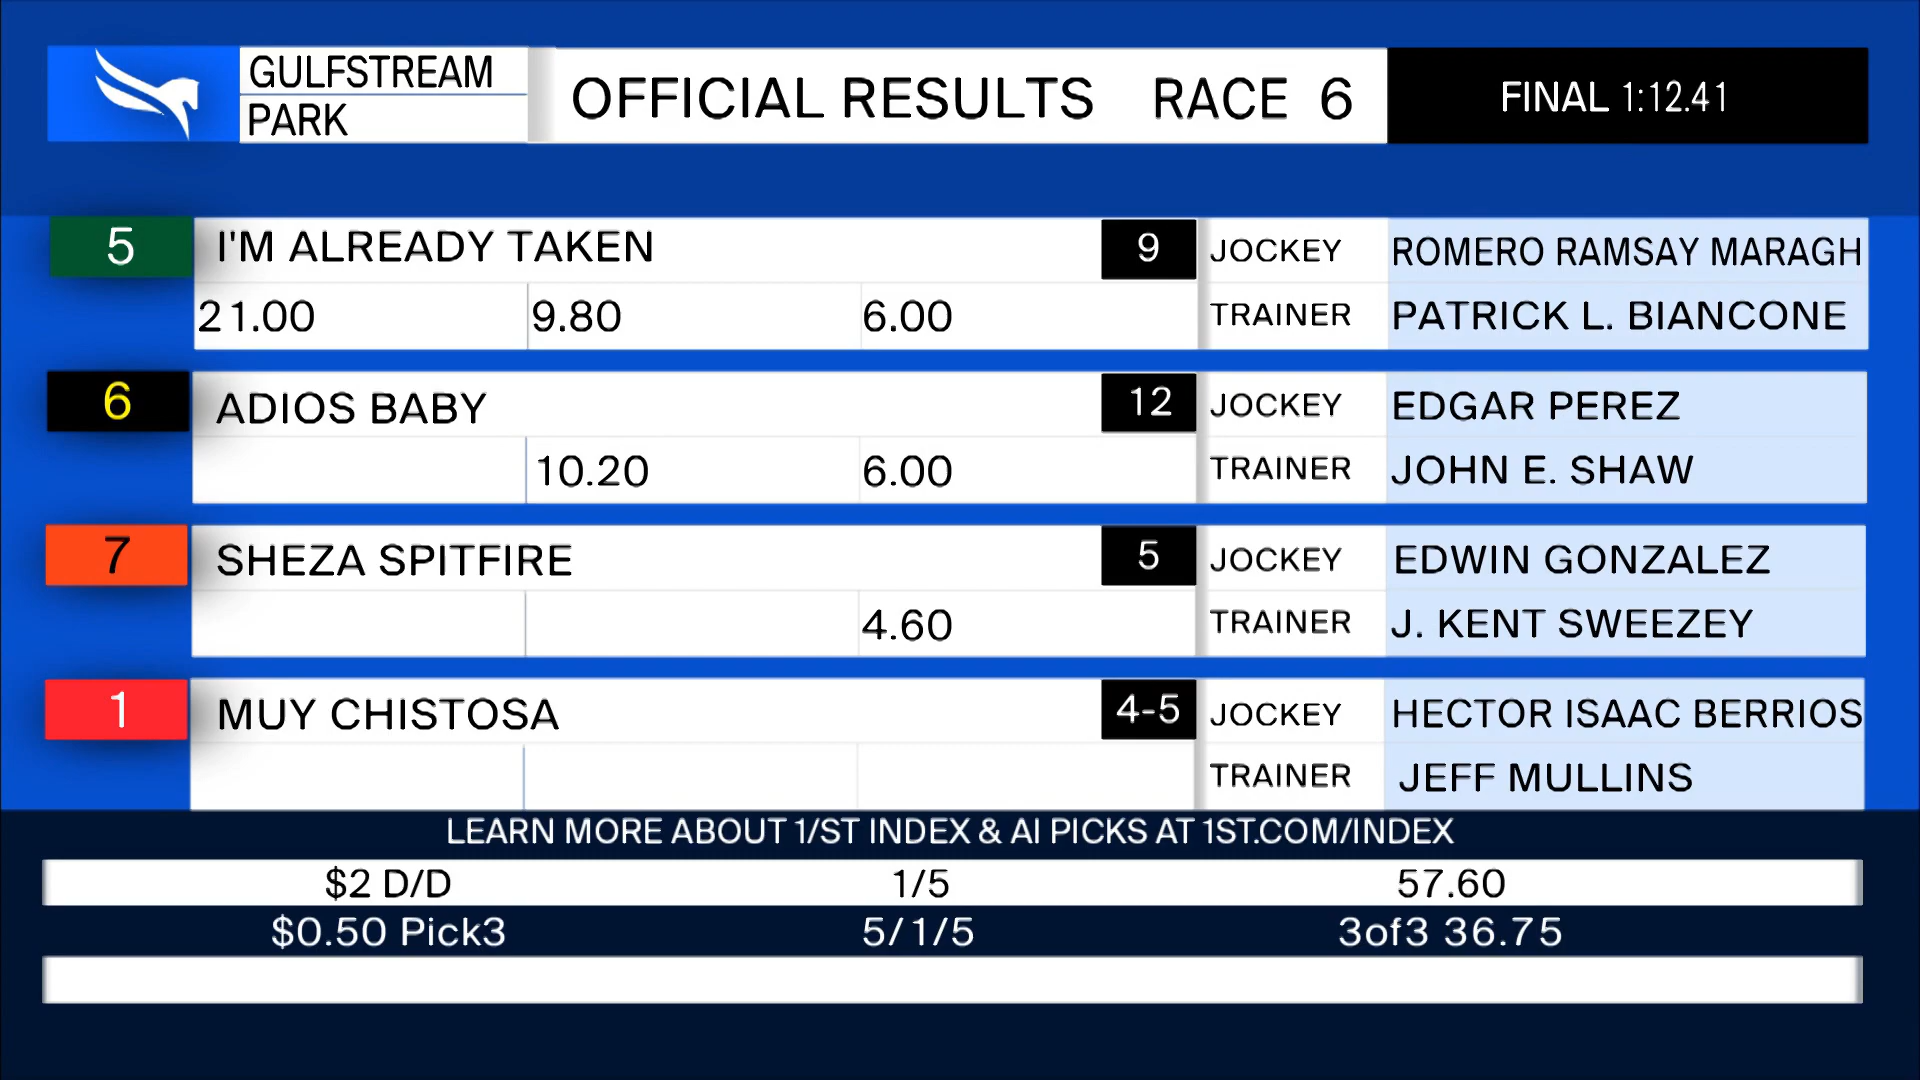 GULFSTREAM
PARK
OFFICIAL RESULTS RACE 6
FINAL 1:12.41
5 I'M ALREADY TAKEN 9 JOCKEY ROMERO RAMSAY MARAGH
21.00 9.80 6.00 TRAINER PATRICK L. BIANCONE
6 ADIOS BABY 12 JOCKEY EDGAR PEREZ
10.20 6.00 TRAINER JOHN E. SHAW
7 SHEZA SPITFIRE 5 JOCKEY EDWIN GONZALEZ
4.60 TRAINER J. KENT SWEEZEY
1 MUY CHISTOSA 4-5 JOCKEY HECTOR ISAAC BERRIOS
TRAINER JEFF MULLINS
LEARN MORE ABOUT 1/ST INDEX & AI PICKS AT 1ST.COM/INDEX
$2 D/D 1/5 57.60
$0.50 Pick3 5/1/5 3of3 36.75